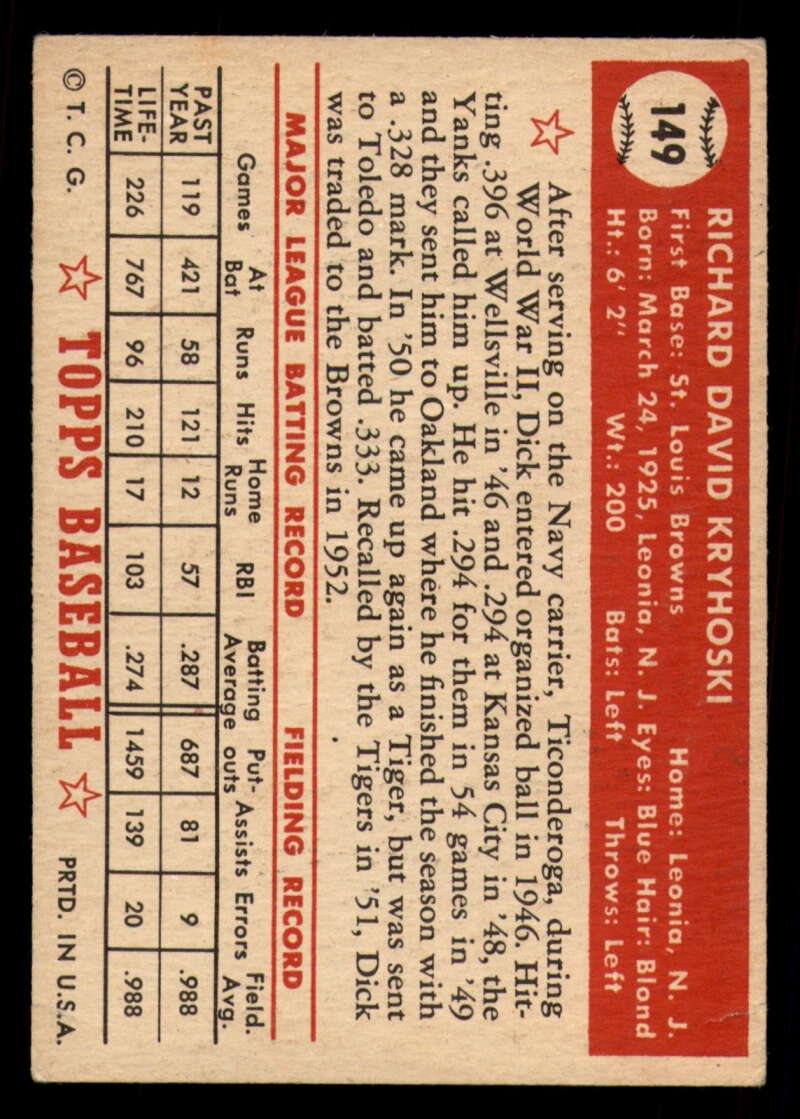 149
RICHARD DAVID KRYHOSKI
First Base: St. Louis Browns Home: Leonia, N. J.
Born: March 24, 1925, Leonia, N. J. Eyes: Blue Hair: Blond
Ht.: 6' 2" Wt.: 200 Bats: Left Throws: Left
After serving on the Navy carrier, Ticonderoga, during
World War II, Dick entered organized ball in 1946. Hit-
ting .396 at Wellsville in '46 and .294 at Kansas City in '48, the
Yanks called him up. He hit .294 for them in 54 games in '49
and they sent him to Oakland where he finished the season with
a .328 mark. In '50 he came up again as a Tiger, but was sent
to Toledo and batted .333. Recalled by the Tigers in '51, Dick
was traded to the Browns in 1952.
MAJOR LEAGUE BATTING RECORD FIELDING RECORD
Games At Bat Runs Hits Home Runs RBI Batting Average Put-outs Assists Errors Field. Avg.
PAST YEAR 119 421 58 121 12 57 .287 687 81 9 .988
LIFE-TIME 226 767 96 210 17 103 .274 1459 139 20 .988
© T. C. G. TOPPS BASEBALL PRTD. IN U.S.A.